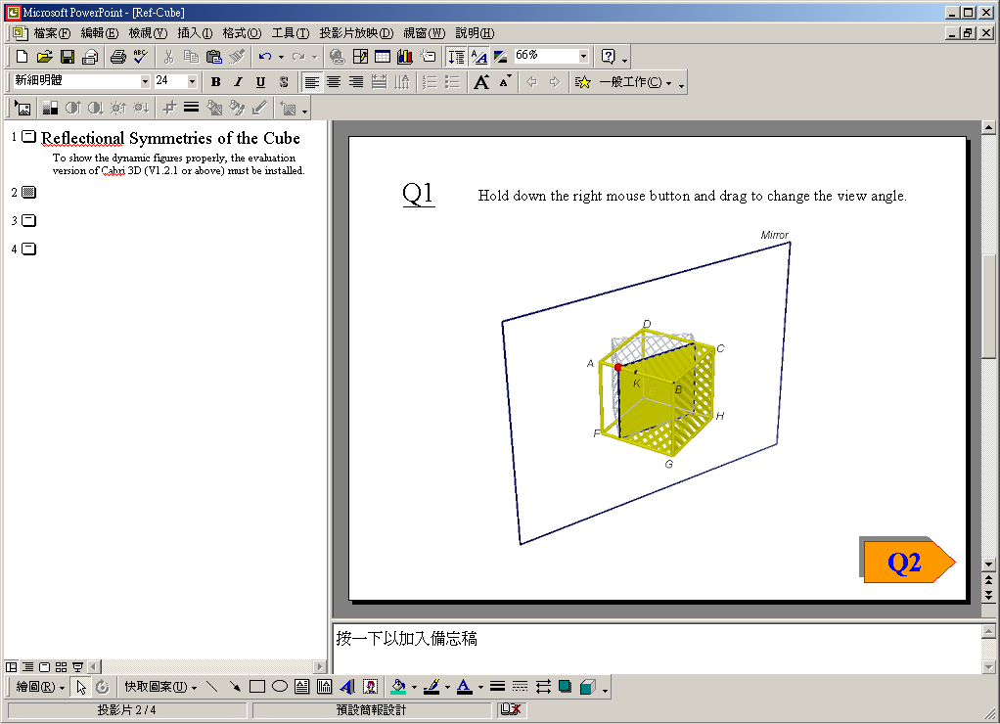 Microsoft PowerPoint - [Ref-Cube]
檔案(F) 編輯(E) 檢視(V) 插入(I) 格式(O) 工具(T) 投影片放映(D) 視窗(W) 說明(H)
66%
新細明體 24 B I U S A A 一般工作(C)
1 Reflectional Symmetries of the Cube
To show the dynamic figures properly, the evaluation
version of Cabri 3D (V1.2.1 or above) must be installed.
2
3
4
Q1 Hold down the right mouse button and drag to change the view angle.
Mirror
D
A
C
K
B
F
H
G
Q2
按一下以加入備忘稿
繪圖(R) 快取圖案(U)
投影片 2 / 4 預設簡報設計